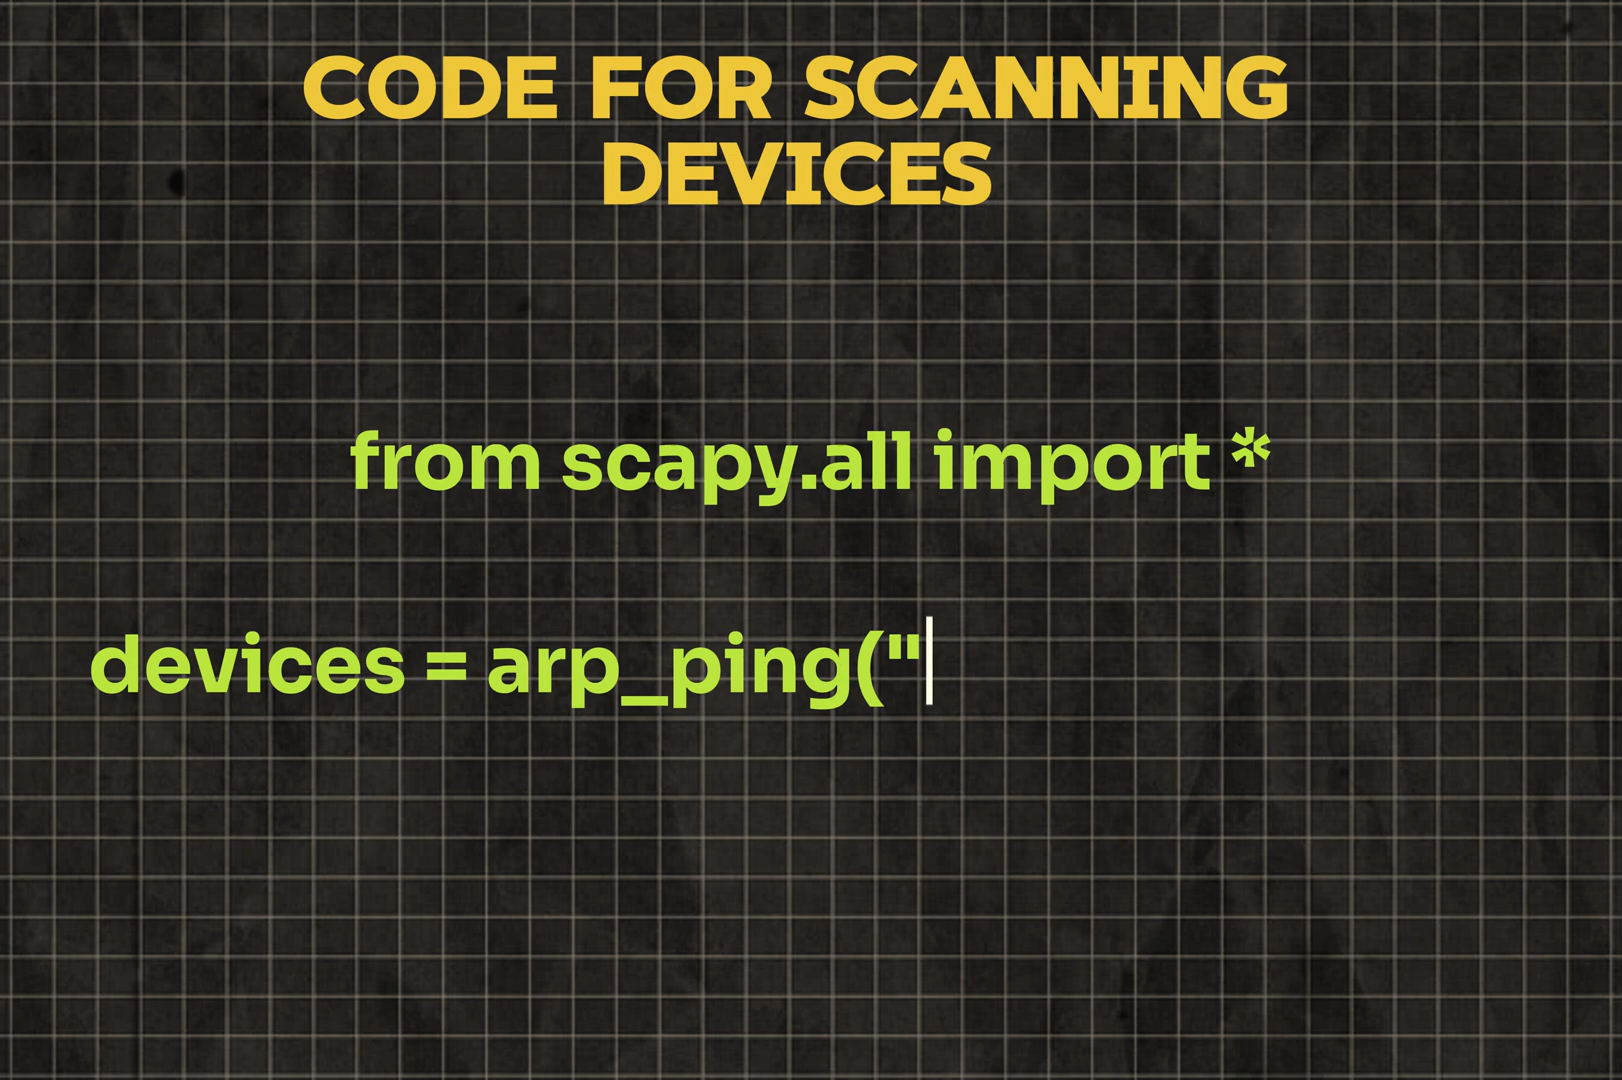 CODE FOR SCANNING
DEVICES
from scapy.all import *
devices = arp_ping("